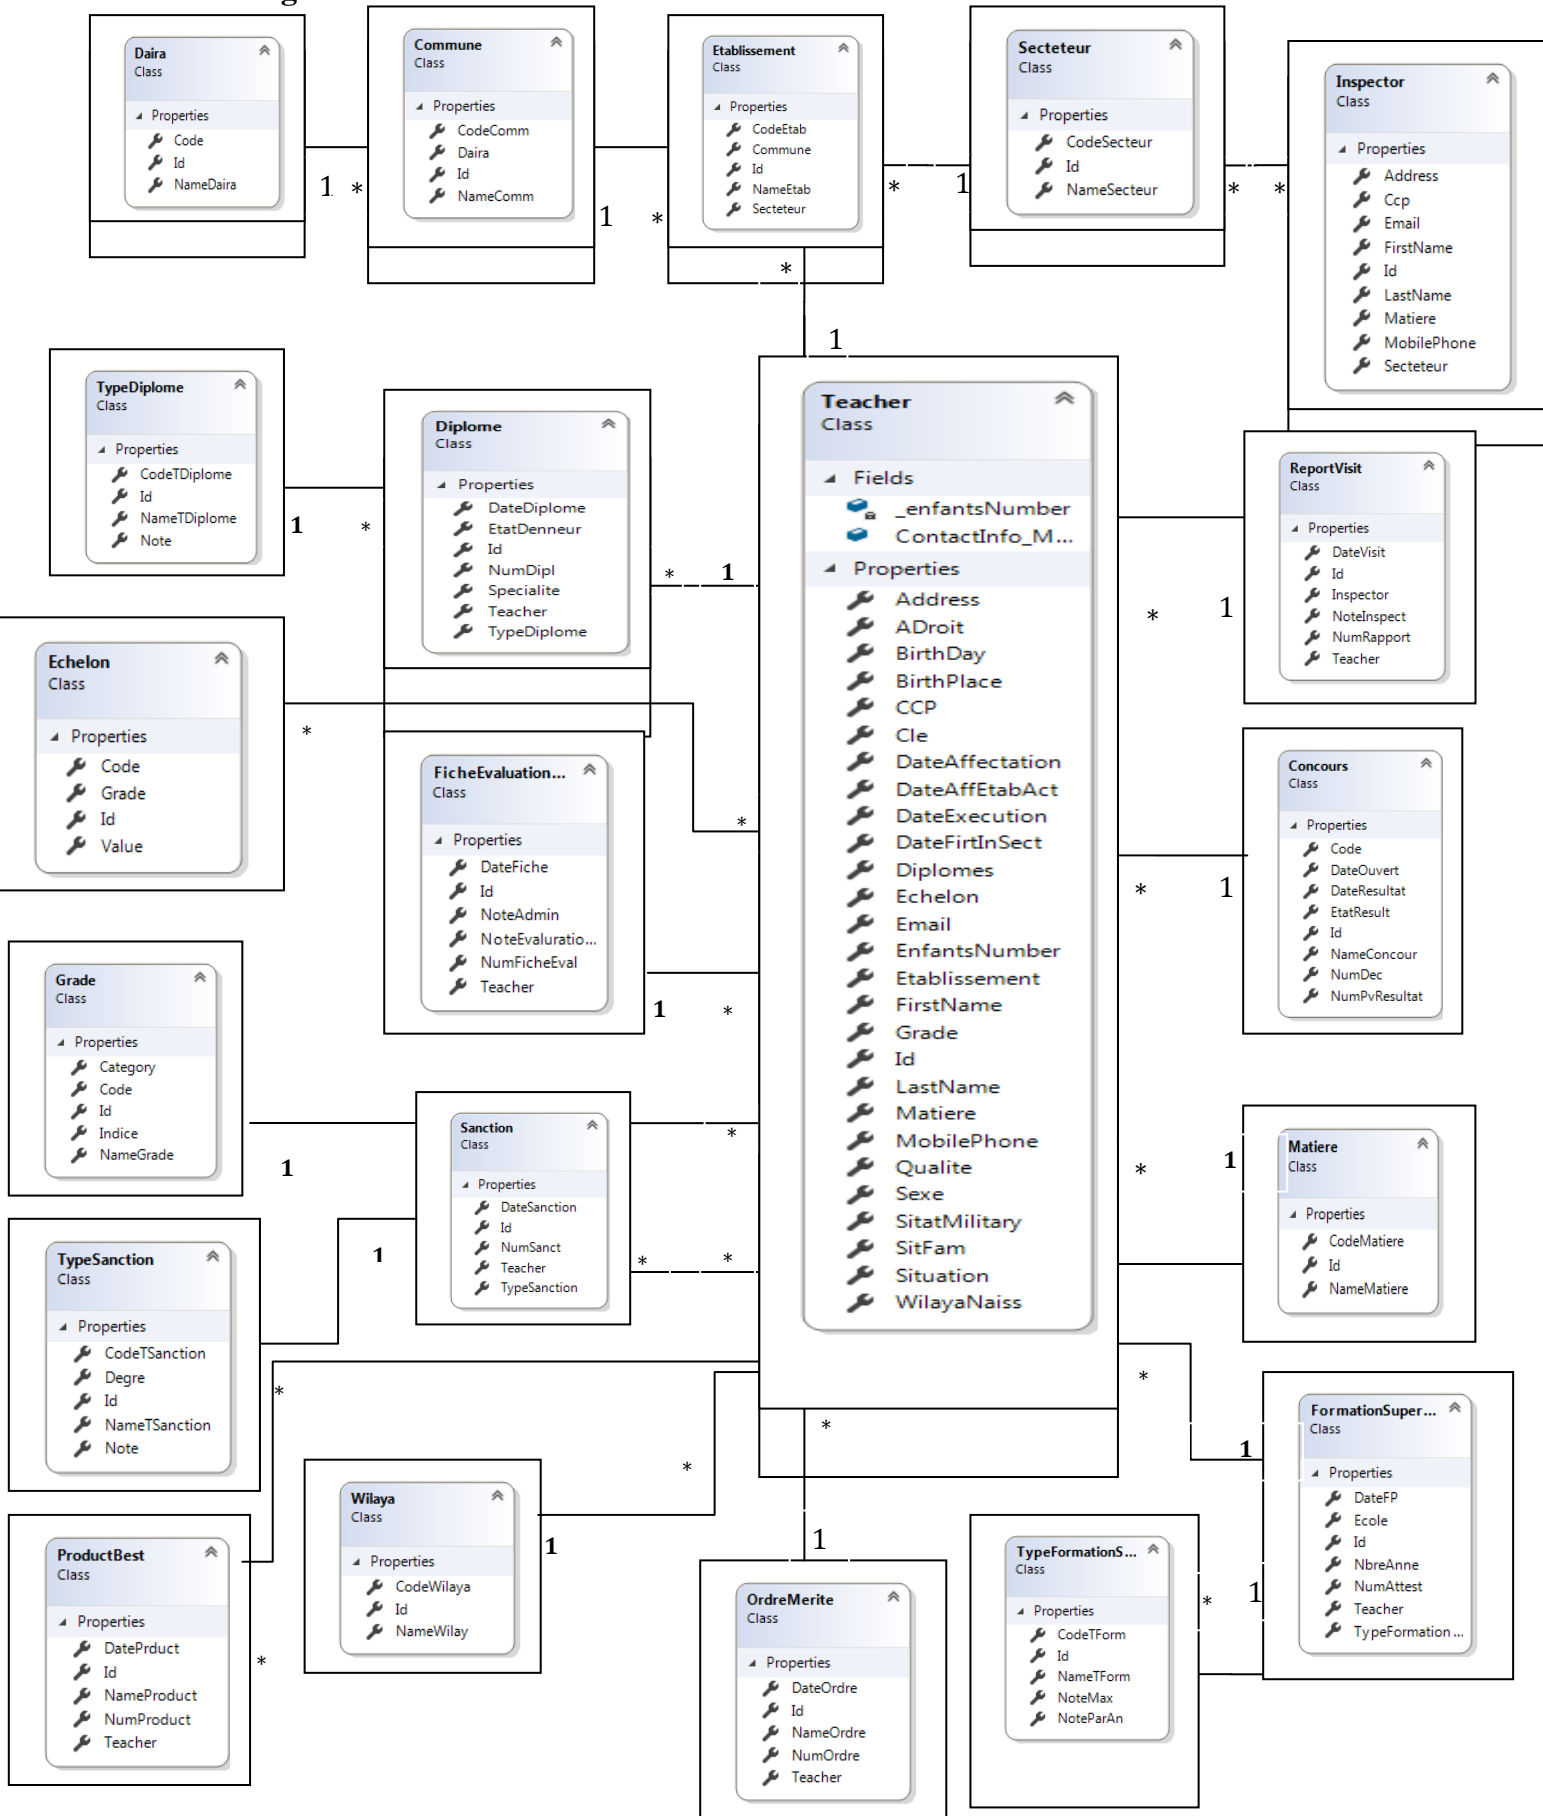 Daira
Class
Properties
Code
Id
NameDaira
1 *
Commune
Class
Properties
CodeComm
Daira
Id
NameComm
1 *
Etablissement
Class
Properties
CodeEtab
Commune
Id
NameEtab
Secteteur
* 1
Secteteur
Class
Properties
CodeSecteur
Id
NameSecteur
* *
Inspector
Class
Properties
Address
Ccp
Email
FirstName
Id
LastName
Matiere
MobilePhone
Secteteur
*
1
TypeDiplome
Class
Properties
CodeTDiplome
Id
NameTDiplome
Note
1 *
Diplome
Class
Properties
DateDiplome
EtatDenneur
Id
NumDipl
Specialite
Teacher
TypeDiplome
* 1
Teacher
Class
Fields
_enfantsNumber
ContactInfo_M...
Properties
Address
ADroit
BirthDay
BirthPlace
CCP
Cle
DateAffectation
DateAffEtabAct
DateExecution
DateFirtInSect
Diplomes
Echelon
Email
EnfantsNumber
Etablissement
FirstName
Grade
Id
LastName
Matiere
MobilePhone
Qualite
Sexe
SitatMilitary
SitFam
Situation
WilayaNaiss
ReportVisit
Class
Properties
DateVisit
Id
Inspector
NoteInspect
NumRapport
Teacher
* 1
Echelon
Class
Properties
Code
Grade
Id
Value
*
*
FicheEvaluation...
Class
Properties
DateFiche
Id
NoteAdmin
NoteEvaluratio...
NumFicheEval
Teacher
1 *
Concours
Class
Properties
Code
DateOuvert
DateResultat
EtatResult
Id
NameConcour
NumDec
NumPvResultat
* 1
Grade
Class
Properties
Category
Code
Id
Indice
NameGrade
1
*
Sanction
Class
Properties
DateSanction
Id
NumSanct
Teacher
TypeSanction
* *
Matiere
Class
Properties
CodeMatiere
Id
NameMatiere
* 1
TypeSanction
Class
Properties
CodeTSanction
Degre
Id
NameTSanction
Note
1
*
ProductBest
Class
Properties
DatePrduct
Id
NameProduct
NumProduct
Teacher
*
Wilaya
Class
Properties
CodeWilaya
Id
NameWilay
1
*
*
1
OrdreMerite
Class
Properties
DateOrdre
Id
NameOrdre
NumOrdre
Teacher
TypeFormationS...
Class
Properties
CodeTForm
Id
NameTForm
NoteMax
NoteParAn
* 1
*
1
FormationSuper...
Class
Properties
DateFP
Ecole
Id
NbreAnne
NumAttest
Teacher
TypeFormation...